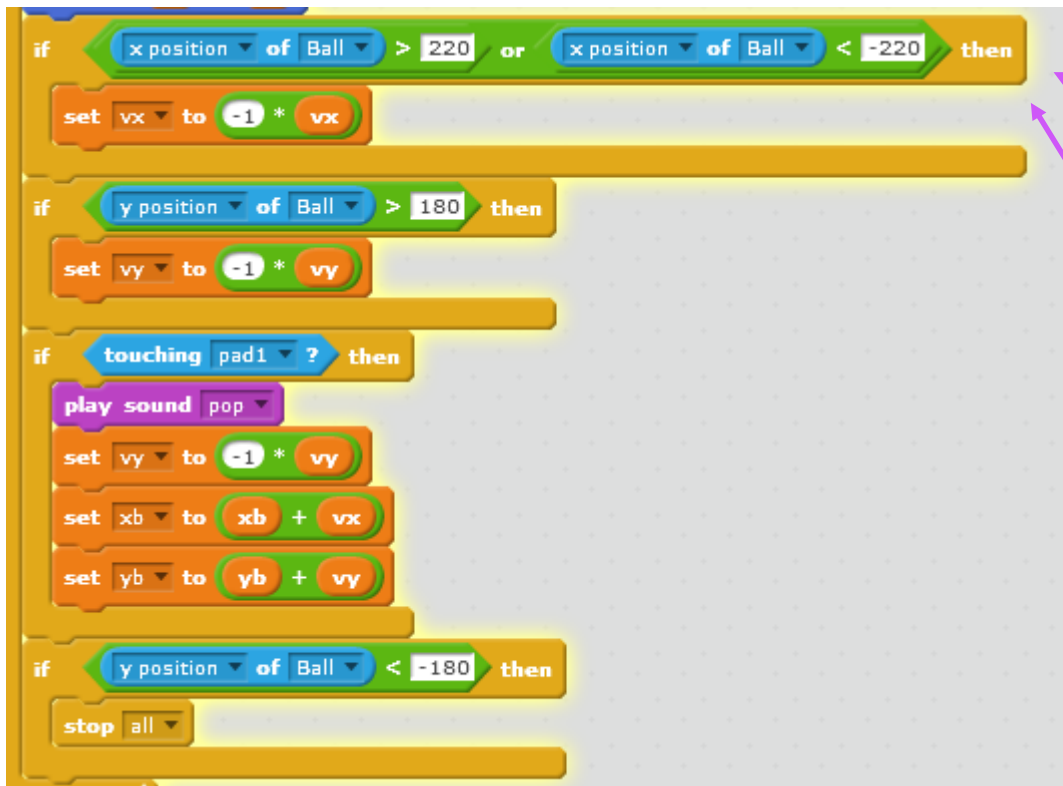 if x position of Ball > 220 or x position of Ball < -220 then
set vx to -1 * vx
if y position of Ball > 180 then
set vy to -1 * vy
if touching pad1 ? then
play sound pop
set vy to -1 * vy
set xb to xb + vx
set yb to yb + vy
if y position of Ball < -180 then
stop all